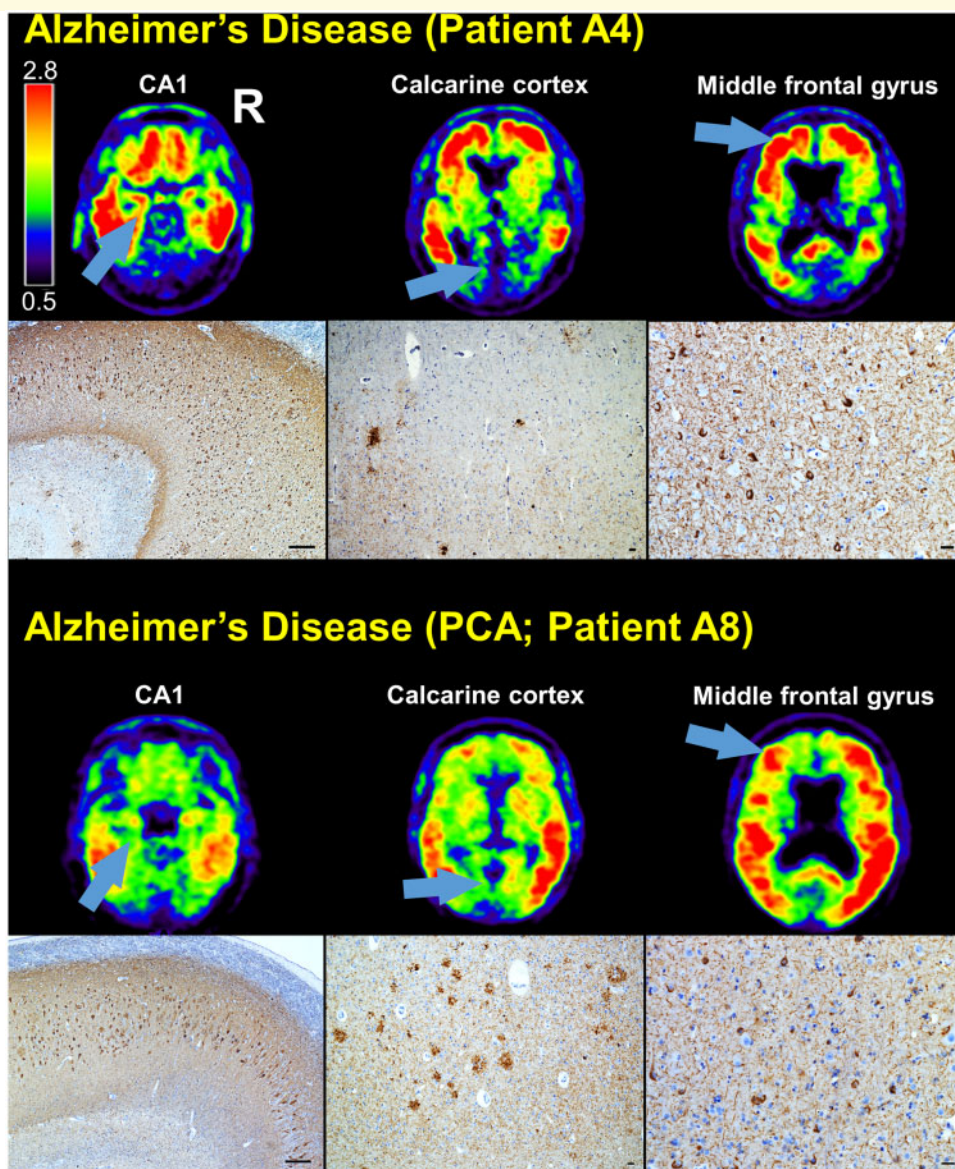 Alzheimer's Disease (Patient A4)
2.8
CA1
R
Calcarine cortex
Middle frontal gyrus
0.5
Alzheimer's Disease (PCA; Patient A8)
CA1
Calcarine cortex
Middle frontal gyrus